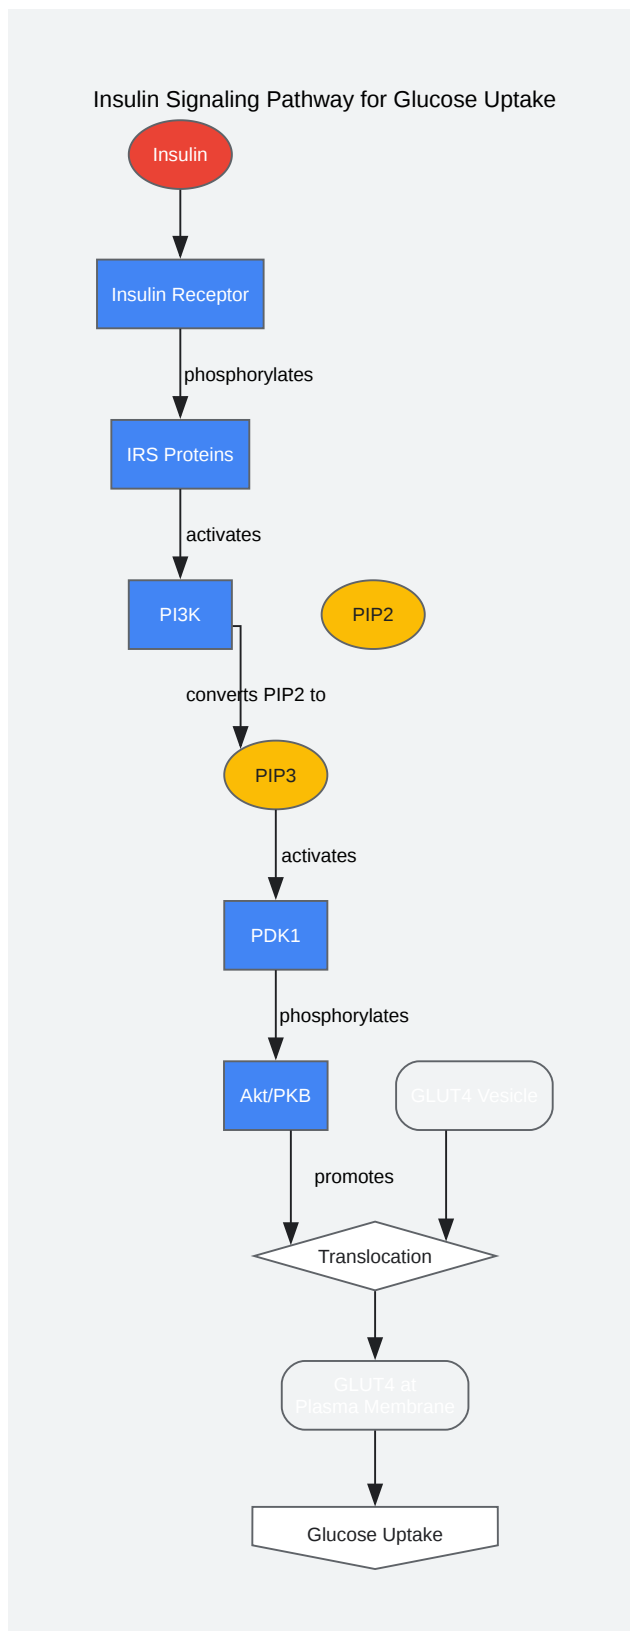 Insulin Signaling Pathway for Glucose Uptake
Insulin
Insulin Receptor
phosphorylates
IRS Proteins
activates
PI3K
PIP2
converts PIP2 to
PIP3
activates
PDK1
phosphorylates
Akt/PKB
GLUT4 Vesicle
promotes
Translocation
GLUT4 at
Plasma Membrane
Glucose Uptake